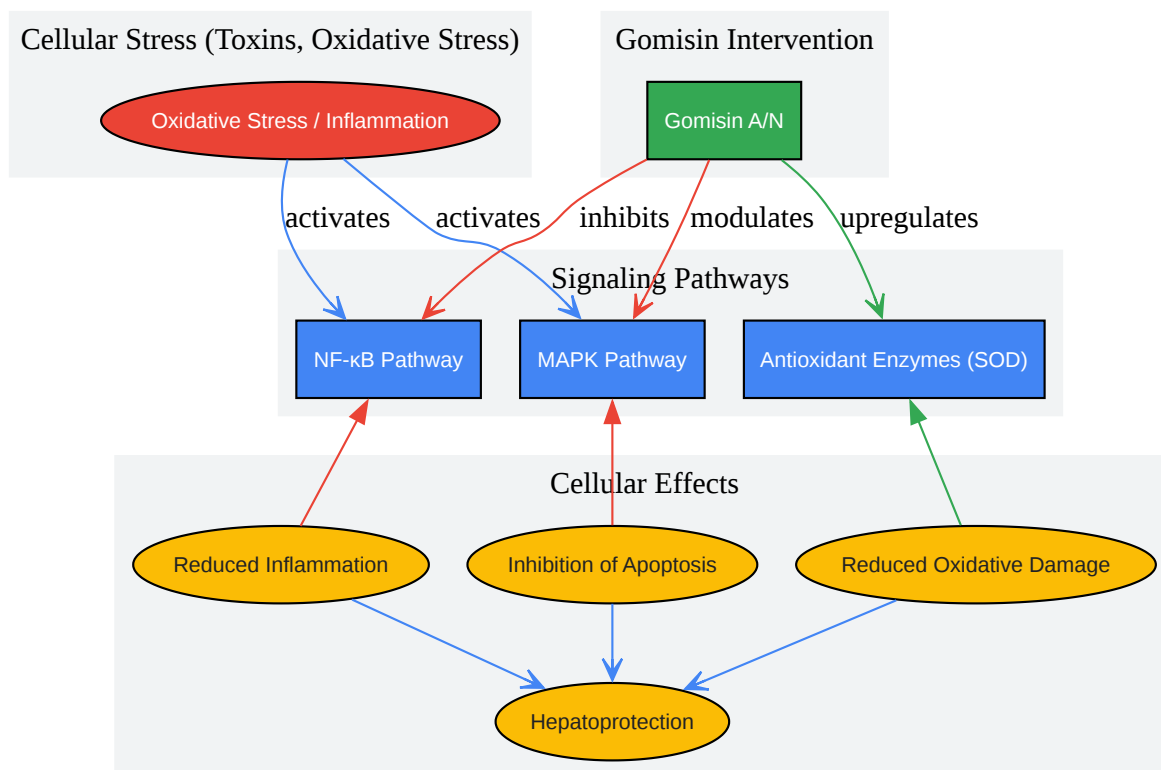 Cellular Stress (Toxins, Oxidative Stress)
Gomisin Intervention
Oxidative Stress / Inflammation
Gomisin A/N
activates
activates
inhibits
modulates
upregulates
Signaling Pathways
NF-κB Pathway
MAPK Pathway
Antioxidant Enzymes (SOD)
Cellular Effects
Reduced Inflammation
Inhibition of Apoptosis
Reduced Oxidative Damage
Hepatoprotection